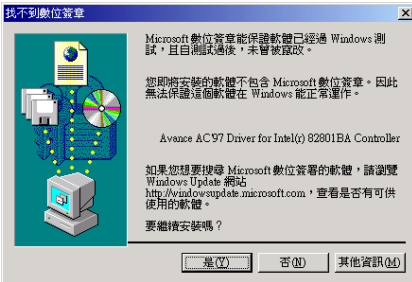 找不到數位簽章
Microsoft 數位簽章能保證軟體已經過 Windows 測
試，且自測試過後，未曾被竄改。
您即將安裝的軟體不包含 Microsoft 數位簽章。因此
無法保證這個軟體在 Windows 能正常運作。
Avance AC'97 Driver for Intel(r) 82801BA Controller
如果您想要搜尋 Microsoft 數位簽署的軟體，請瀏覽
Windows Update 網站
http://windowsupdate.microsoft.com，查看是否有可供
使用的軟體。
要繼續安裝嗎？
是(Y) 否(N) 其他資訊(M)